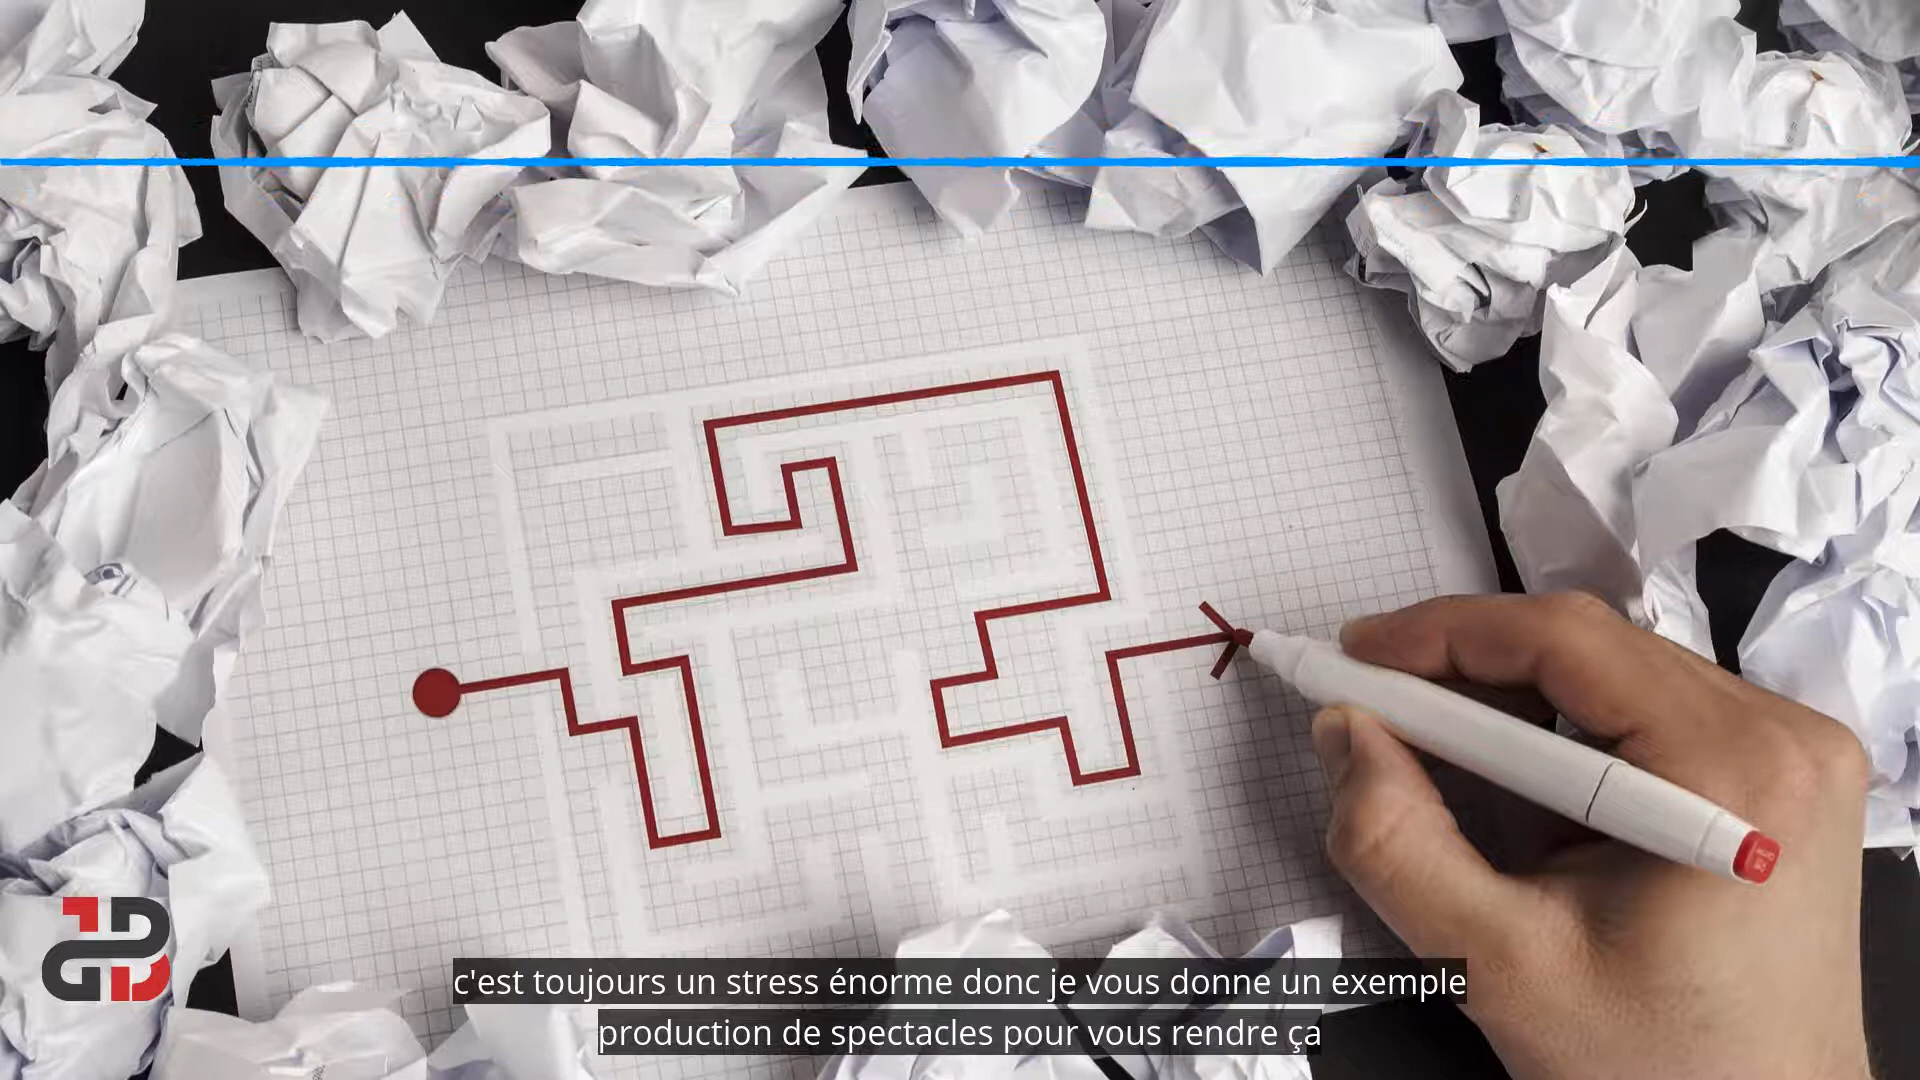 c'est toujours un stress énorme donc je vous donne un exemple
production de spectacles pour vous rendre ça